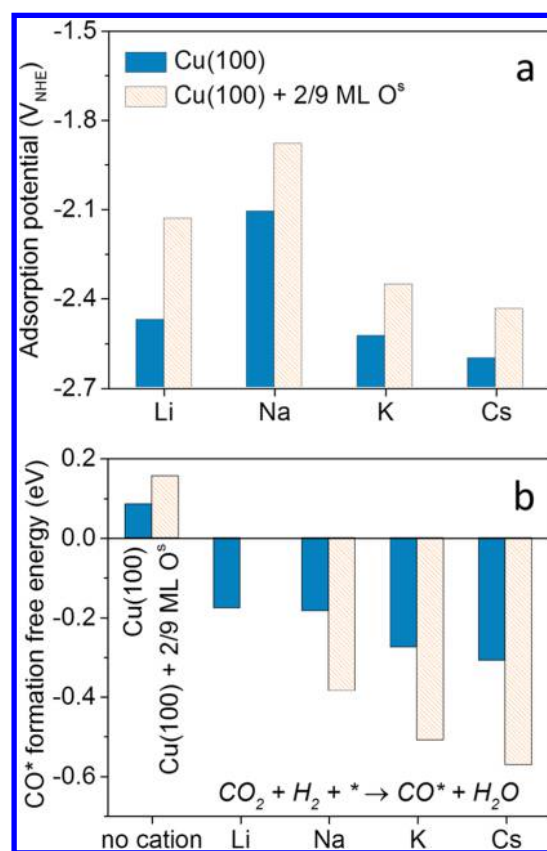 a
Cu(100)
Cu(100) + 2/9 ML Oˢ
Adsorption potential (V_NHE)
-1.5
-1.8
-2.1
-2.4
-2.7
Li Na K Cs
b
CO* formation free energy (eV)
0.2
0.0
-0.2
-0.4
-0.6
Cu(100)
Cu(100) + 2/9 ML Oˢ
CO₂ + H₂ + * → CO* + H₂O
no cation Li Na K Cs